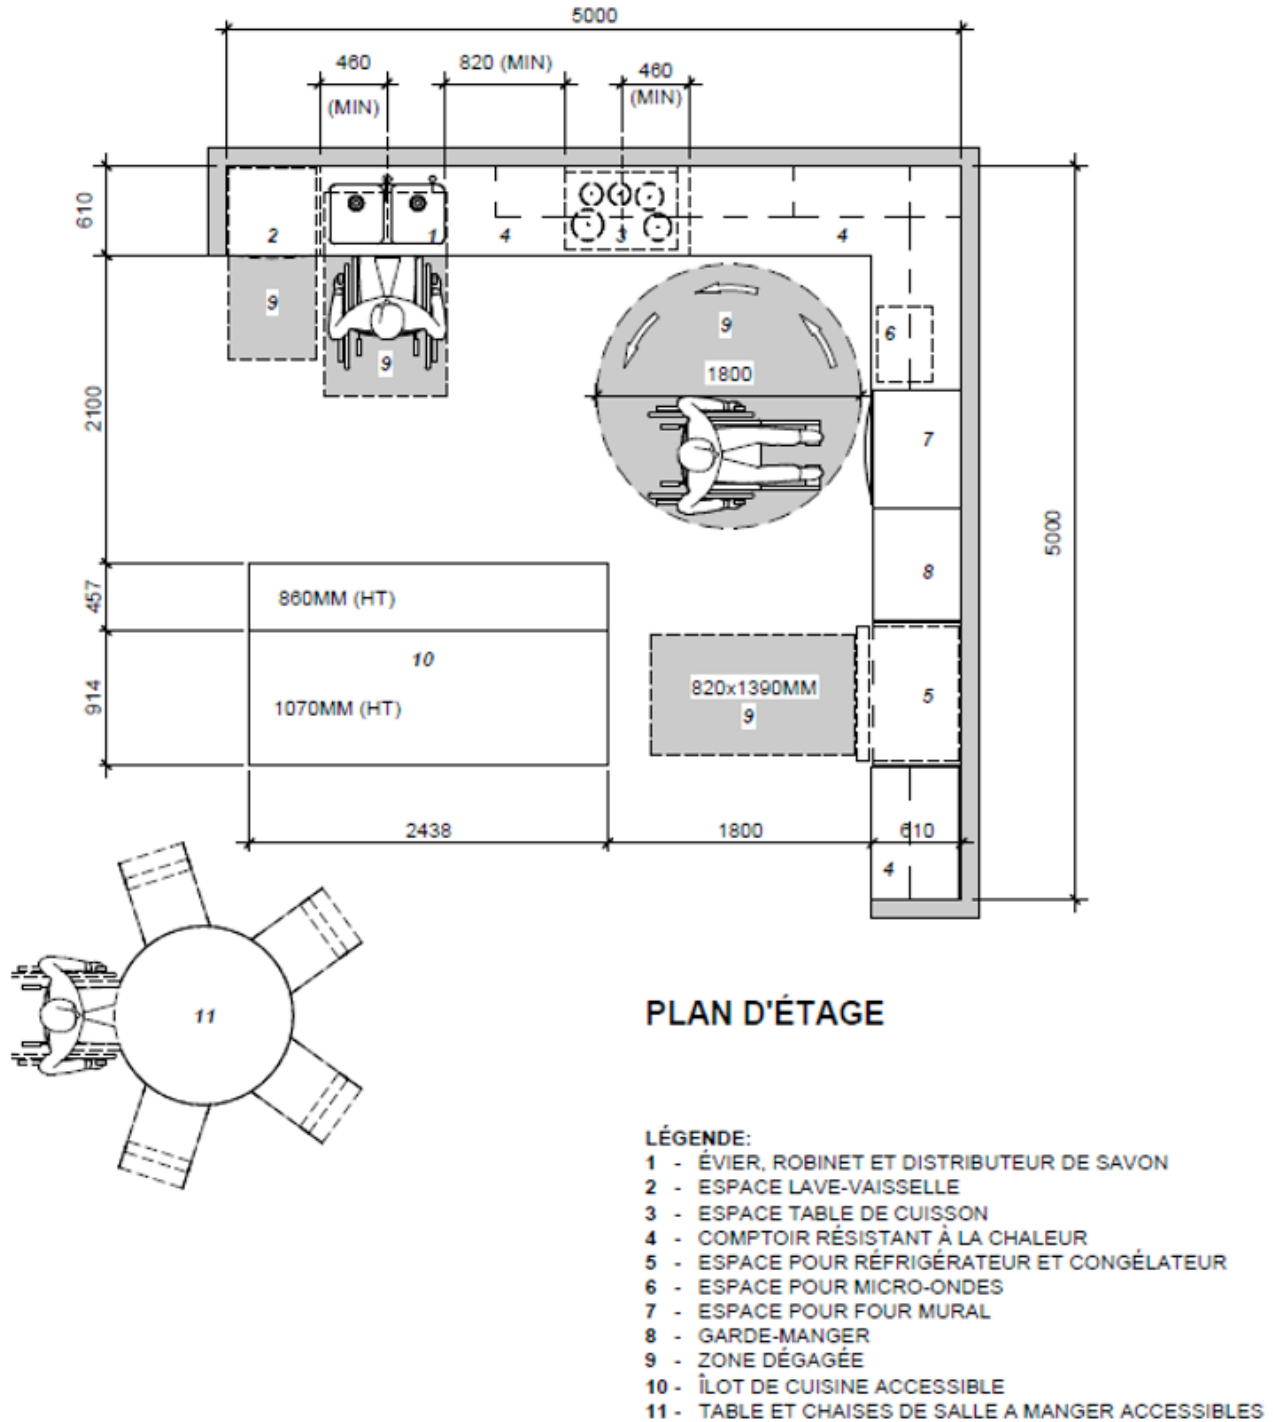 5000
460
(MIN)
820 (MIN)
460
(MIN)
610
2
1
4
3
4
9
9
9
1800
6
2100
7
5000
8
457
860MM (HT)
10
914
1070MM (HT)
820x1390MM
9
5
2438
1800
610
4
11
PLAN D'ÉTAGE
LÉGENDE:
1 - ÉVIER, ROBINET ET DISTRIBUTEUR DE SAVON
2 - ESPACE LAVE-VAISSELLE
3 - ESPACE TABLE DE CUISSON
4 - COMPTOIR RÉSISTANT À LA CHALEUR
5 - ESPACE POUR RÉFRIGÉRATEUR ET CONGÉLATEUR
6 - ESPACE POUR MICRO-ONDES
7 - ESPACE POUR FOUR MURAL
8 - GARDE-MANGER
9 - ZONE DÉGAGÉE
10 - ÎLOT DE CUISINE ACCESSIBLE
11 - TABLE ET CHAISES DE SALLE A MANGER ACCESSIBLES